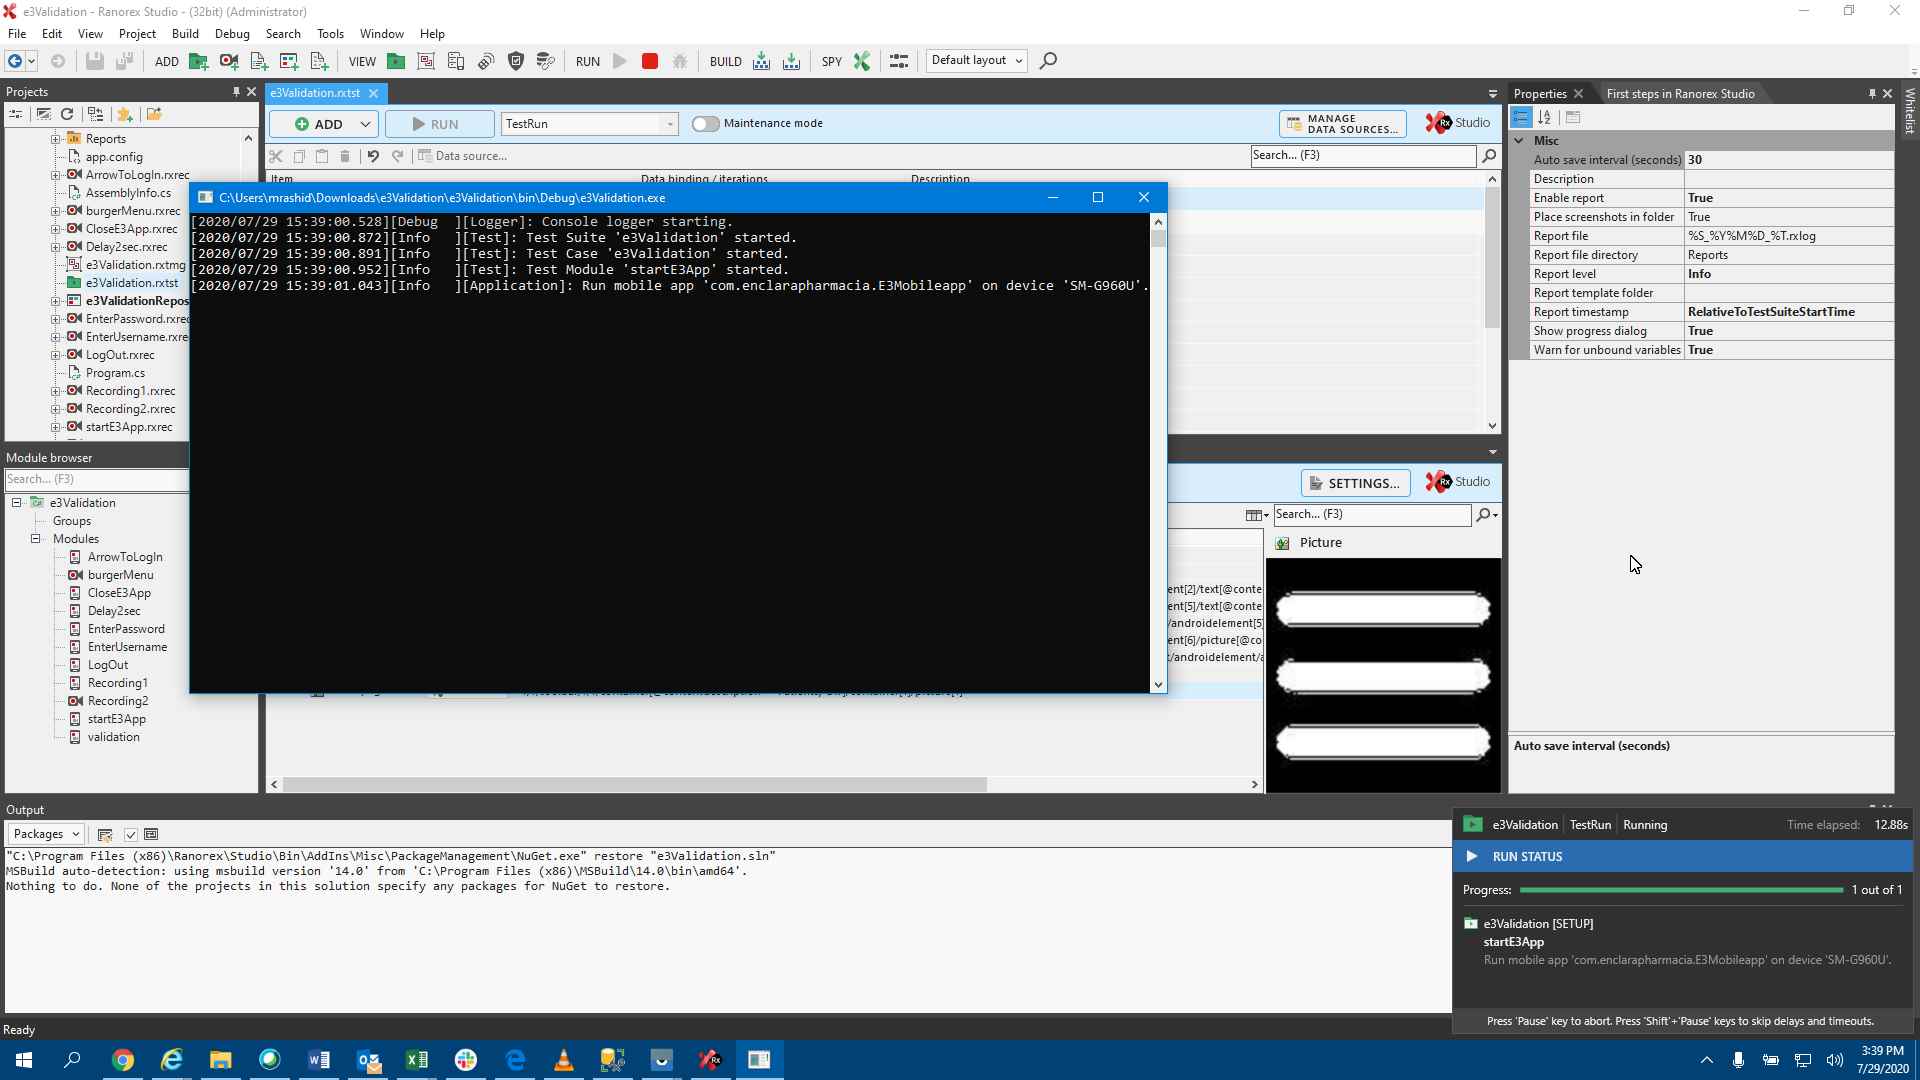 e3Validation - Ranorex Studio - (32bit) (Administrator)
File Edit View Project Build Debug Search Tools Window Help
ADD VIEW RUN BUILD SPY Default layout
Projects
Reports
app.config
ArrowToLogIn.rxrec
AssemblyInfo.cs
burgerMenu.rxrec
CloseE3App.rxrec
Delay2sec.rxrec
e3Validation.rxtmg
e3Validation.rxtst
e3ValidationRepos
EnterPassword.rxrec
EnterUsername.rxre
LogOut.rxrec
Program.cs
Recording1.rxrec
Recording2.rxrec
startE3App.rxrec
e3Validation.rxtst
ADD RUN TestRun Maintenance mode MANAGE DATA SOURCES... Studio
Data source... Search... (F3)
Item Data binding / iterations Description
C:\Users\mrashid\Downloads\e3Validation\e3Validation\bin\Debug\e3Validation.exe
[2020/07/29 15:39:00.528][Debug  ][Logger]: Console logger starting.
[2020/07/29 15:39:00.872][Info   ][Test]: Test Suite 'e3Validation' started.
[2020/07/29 15:39:00.891][Info   ][Test]: Test Case 'e3Validation' started.
[2020/07/29 15:39:00.952][Info   ][Test]: Test Module 'startE3App' started.
[2020/07/29 15:39:01.043][Info   ][Application]: Run mobile app 'com.enclarapharmacia.E3Mobileapp' on device 'SM-G960U'.
SETTINGS... Studio
Search... (F3)
Picture
ent[2]/text[@conte
ent[5]/text[@conte
/androidelement[5]
ent[6]/picture[@co
:/androidelement/a
Module browser
Search... (F3)
e3Validation
Groups
Modules
ArrowToLogIn
burgerMenu
CloseE3App
Delay2sec
EnterPassword
EnterUsername
LogOut
Recording1
Recording2
startE3App
validation
Properties First steps in Ranorex Studio
Whitelist
Misc
Auto save interval (seconds) 30
Description
Enable report True
Place screenshots in folder True
Report file %S_%Y%M%D_%T.rxlog
Report file directory Reports
Report level Info
Report template folder
Report timestamp RelativeToTestSuiteStartTime
Show progress dialog True
Warn for unbound variables True
Auto save interval (seconds)
Output
Packages
"C:\Program Files (x86)\Ranorex\Studio\Bin\AddIns\Misc\PackageManagement\NuGet.exe" restore "e3Validation.sln"
MSBuild auto-detection: using msbuild version '14.0' from 'C:\Program Files (x86)\MSBuild\14.0\bin\amd64'.
Nothing to do. None of the projects in this solution specify any packages for NuGet to restore.
e3Validation TestRun Running Time elapsed: 12.88s
RUN STATUS
Progress: 1 out of 1
e3Validation [SETUP]
startE3App
Run mobile app 'com.enclarapharmacia.E3Mobileapp' on device 'SM-G960U'.
Press 'Pause' key to abort. Press 'Shift'+'Pause' keys to skip delays and timeouts.
Ready
3:39 PM
7/29/2020